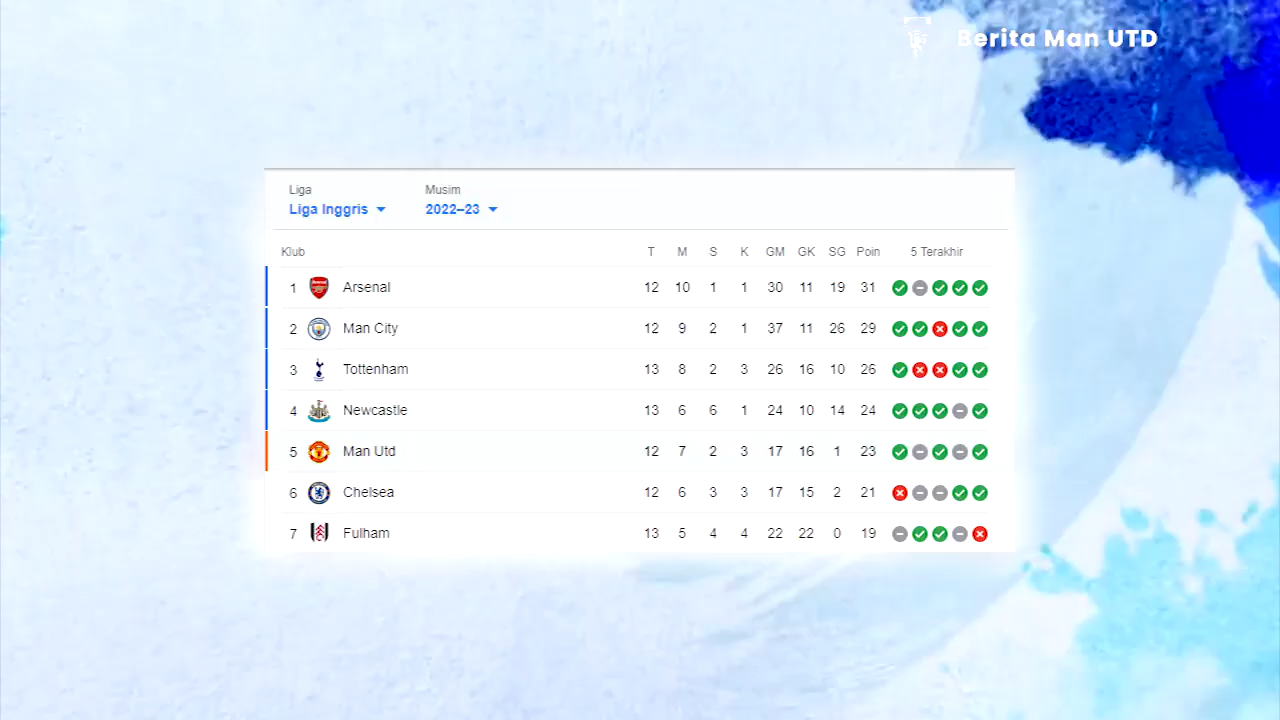 Berita Man UTD
Liga Musim
Liga Inggris 2022–23
Klub T M S K GM GK SG Poin 5 Terakhir
1 Arsenal 12 10 1 1 30 11 19 31
2 Man City 12 9 2 1 37 11 26 29
3 Tottenham 13 8 2 3 26 16 10 26
4 Newcastle 13 6 6 1 24 10 14 24
5 Man Utd 12 7 2 3 17 16 1 23
6 Chelsea 12 6 3 3 17 15 2 21
7 Fulham 13 5 4 4 22 22 0 19